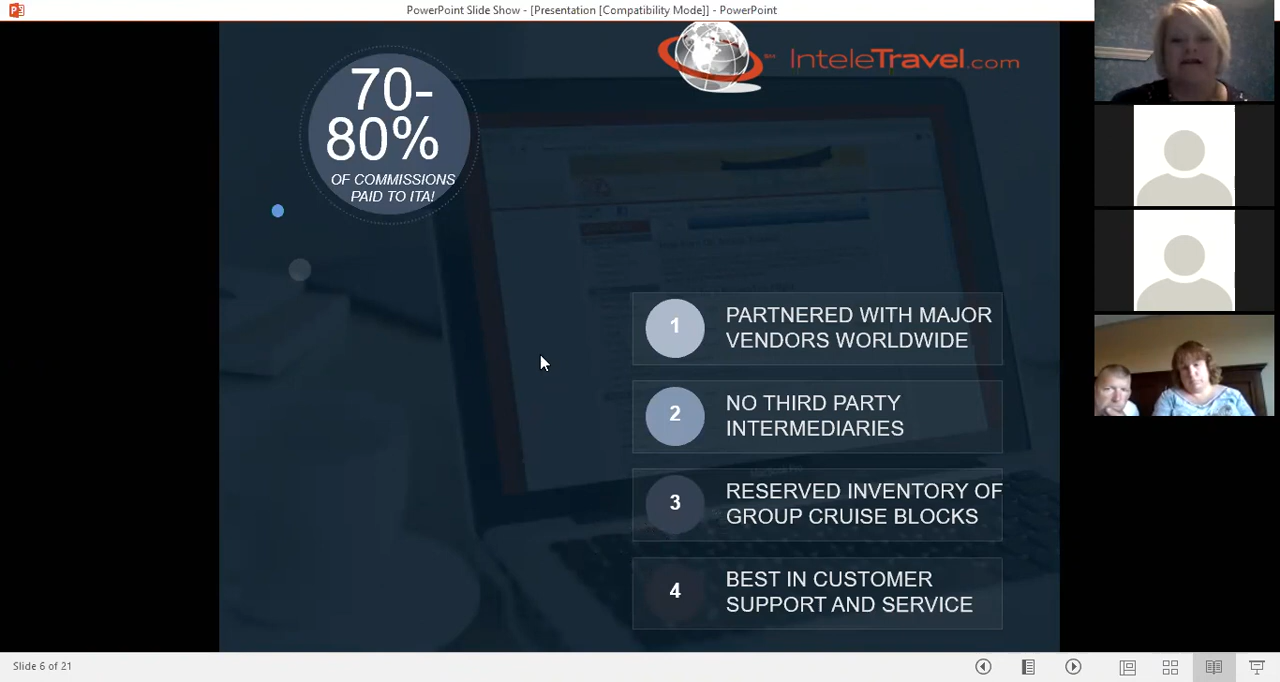 PowerPoint Slide Show - [Presentation [Compatibility Mode]] - PowerPoint
InteleTravel.com
70-
80%
OF COMMISSIONS
PAID TO ITA!
1
PARTNERED WITH MAJOR
VENDORS WORLDWIDE
2
NO THIRD PARTY
INTERMEDIARIES
3
RESERVED INVENTORY OF
GROUP CRUISE BLOCKS
4
BEST IN CUSTOMER
SUPPORT AND SERVICE
Slide 6 of 21